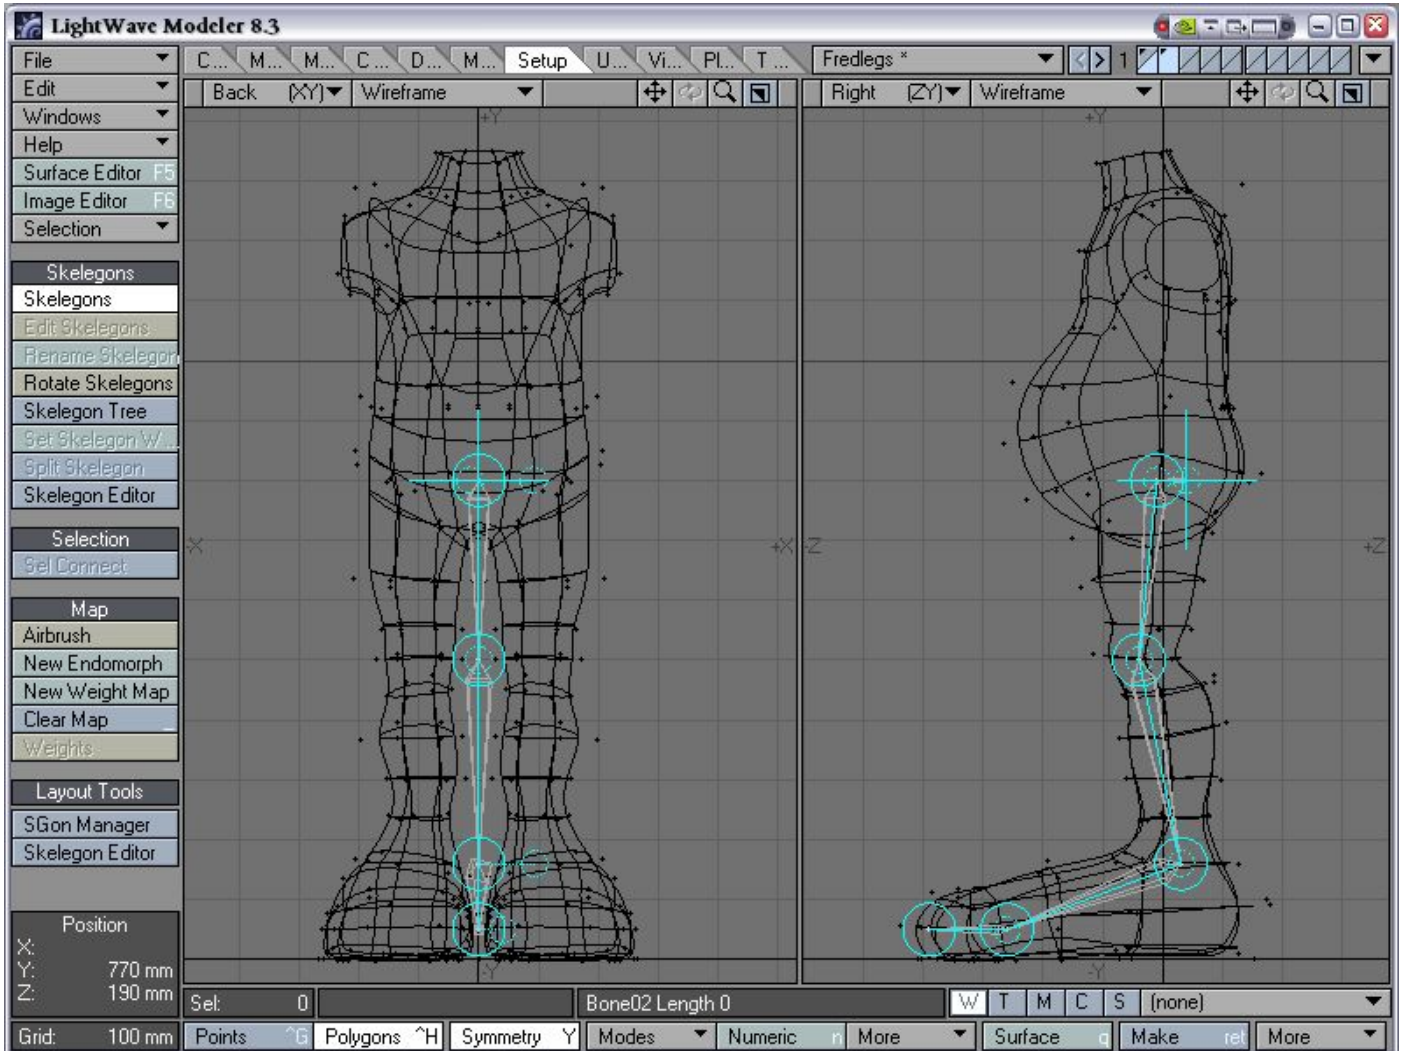 LightWave Modeler 8.3
File
Edit
Windows
Help
Surface Editor F5
Image Editor F6
Selection
C... M... M... C... D... M... Setup U... Vi... Pl... T...
Fredlegs *
1
Back (XY) Wireframe
Right (ZY) Wireframe
Skelegons
Skelegons
Edit Skelegons
Rename Skelegon
Rotate Skelegons
Skelegon Tree
Set Skelegon W...
Split Skelegon
Skelegon Editor
Selection
Sel Connect
Map
Airbrush
New Endomorph
New Weight Map
Clear Map _
Weights
Layout Tools
SGon Manager
Skelegon Editor
+Y
-X
+X
-Y
+Y
-Z
+Z
-Y
Position
X:
Y: 770 mm
Z: 190 mm
Grid: 100 mm
Sel: 0
Bone02 Length 0
W T M C S (none)
Points ^G
Polygons ^H
Symmetry Y
Modes
Numeric n
More
Surface q
Make ret
More